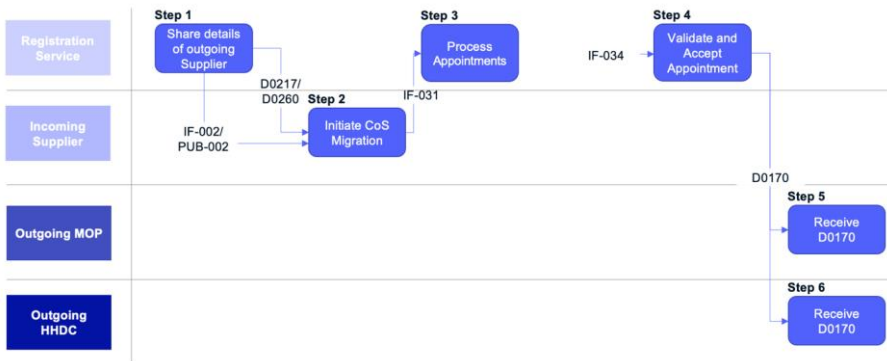 Step 1
Step 3
Step 4
Registration
Service
Share details
of outgoing
Supplier
Process
Appointments
IF-034
Validate and
Accept
Appointment
D0217/
D0260
Step 2
IF-031
Incoming
Supplier
IF-002/
PUB-002
Initiate CoS
Migration
D0170
Step 5
Outgoing MOP
Receive
D0170
Step 6
Outgoing
HHDC
Receive
D0170